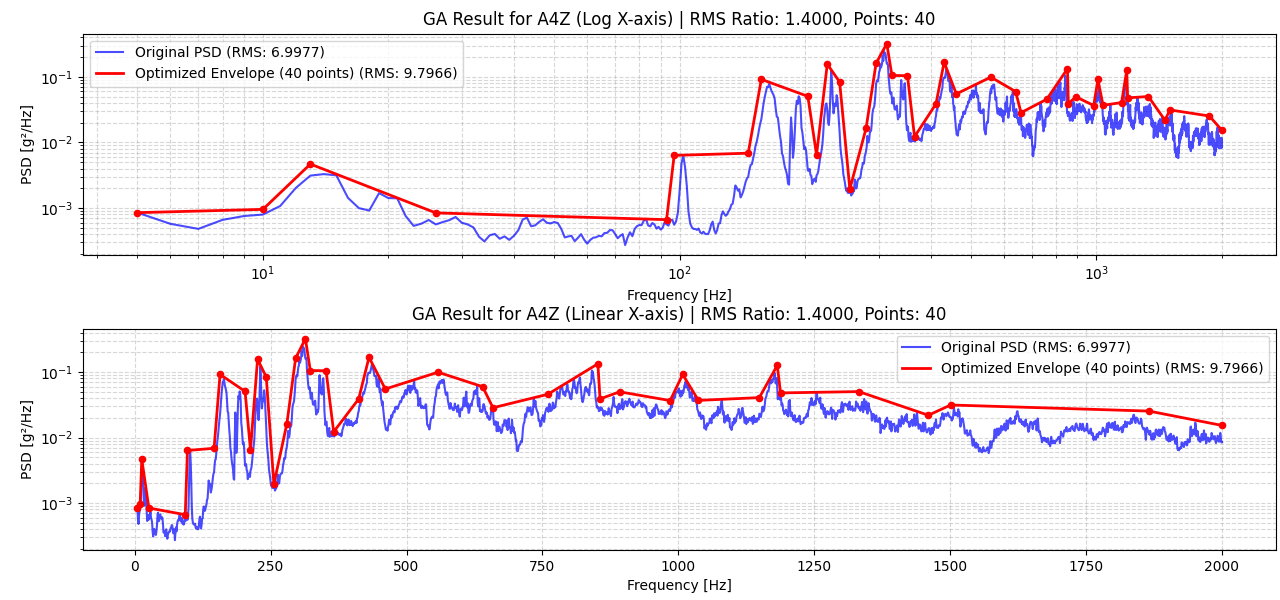 GA Result for A4Z (Log X-axis) | RMS Ratio: 1.4000, Points: 40
Original PSD (RMS: 6.9977)
Optimized Envelope (40 points) (RMS: 9.7966)
PSD [g²/Hz]
10⁻¹
10⁻²
10⁻³
10¹ 10² 10³
Frequency [Hz]
GA Result for A4Z (Linear X-axis) | RMS Ratio: 1.4000, Points: 40
Original PSD (RMS: 6.9977)
Optimized Envelope (40 points) (RMS: 9.7966)
PSD [g²/Hz]
10⁻¹
10⁻²
10⁻³
0 250 500 750 1000 1250 1500 1750 2000
Frequency [Hz]